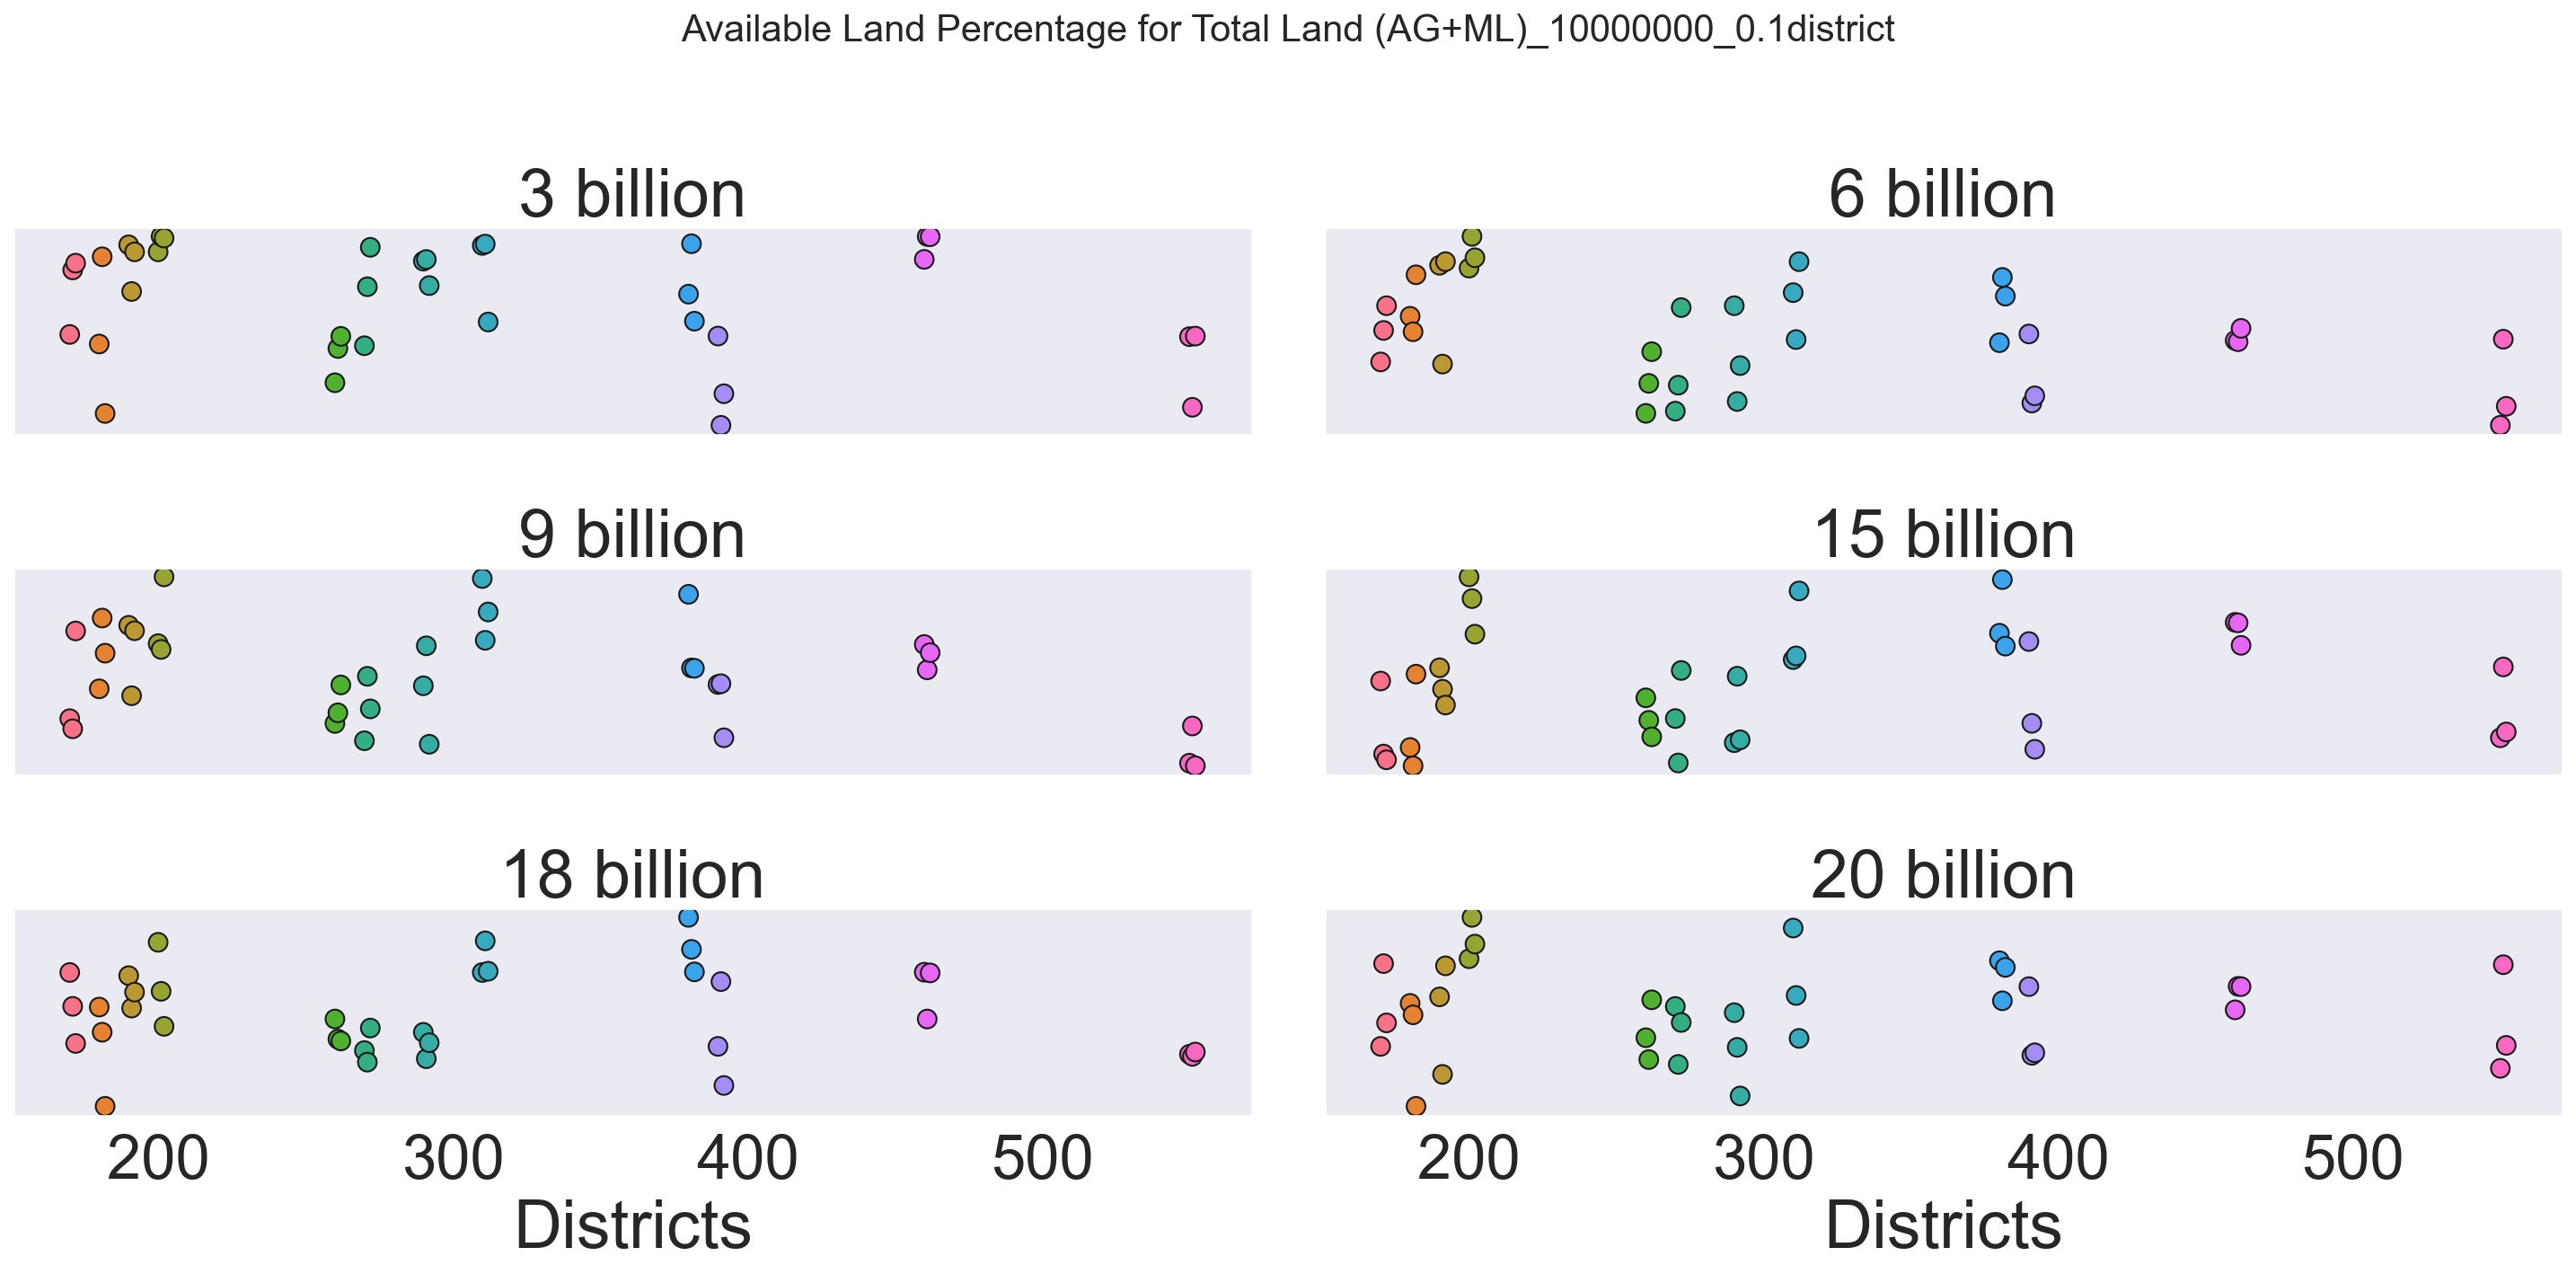 Available Land Percentage for Total Land (AG+ML)_10000000_0.1district
3 billion
6 billion
9 billion
15 billion
18 billion
20 billion
200 300 400 500
200 300 400 500
Districts
Districts